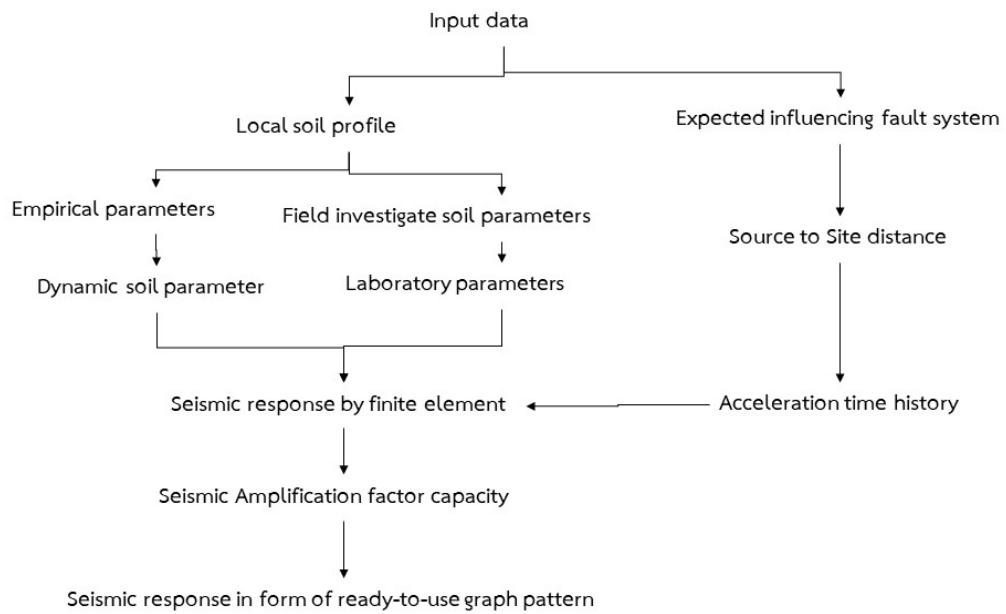 Input data
Local soil profile
Expected influencing fault system
Empirical parameters
Field investigate soil parameters
Source to Site distance
Dynamic soil parameter
Laboratory parameters
Seismic response by finite element
Acceleration time history
Seismic Amplification factor capacity
Seismic response in form of ready-to-use graph pattern